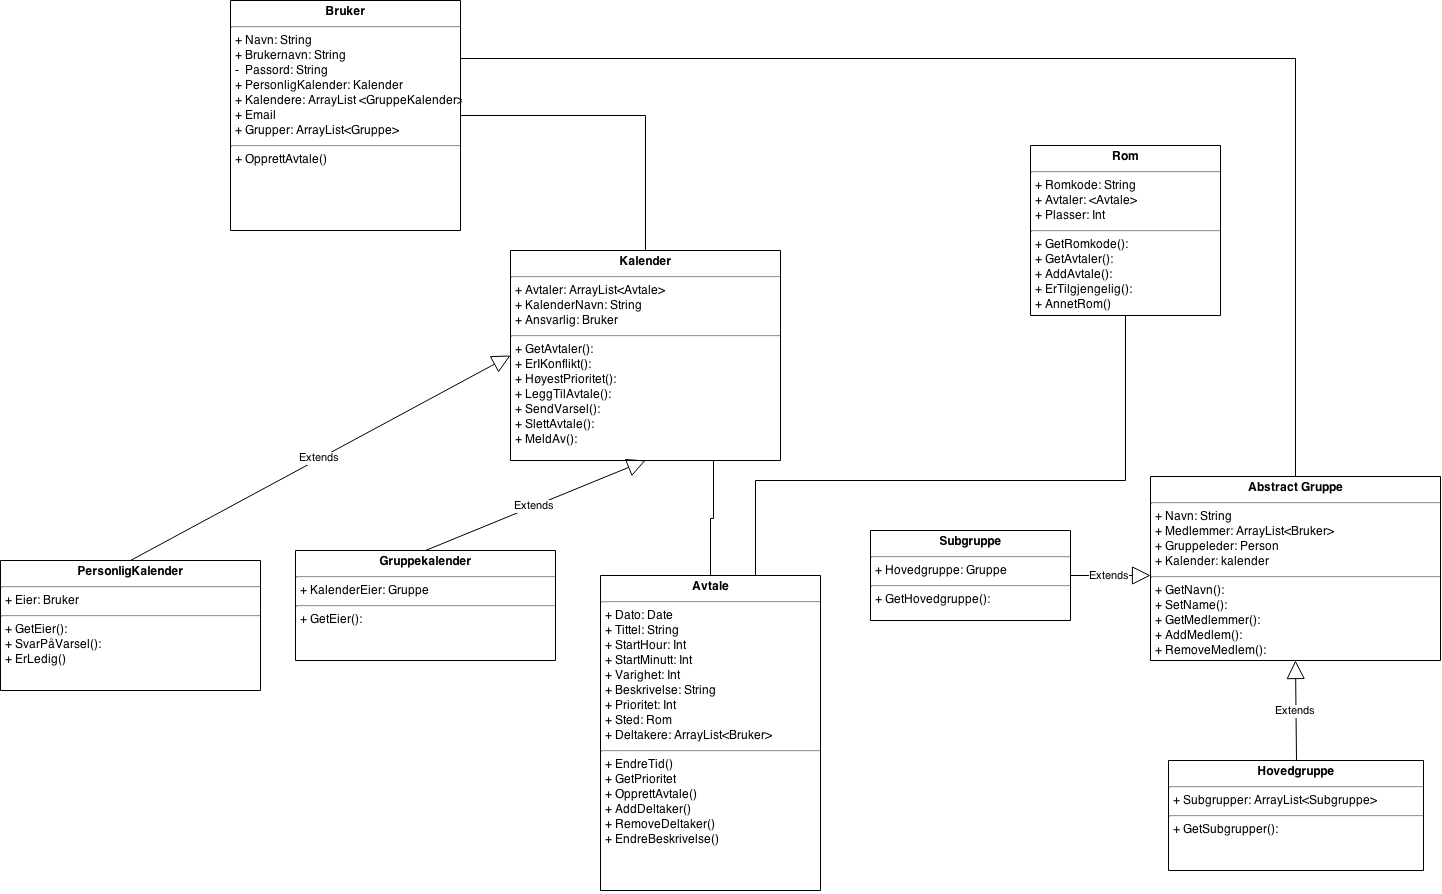 Bruker
+ Navn: String
+ Brukernavn: String
- Passord: String
+ PersonligKalender: Kalender
+ Kalendere: ArrayList <GruppeKalender>
+ Email
+ Grupper: ArrayList<Gruppe>
+ OpprettAvtale()
Rom
+ Romkode: String
+ Avtaler: <Avtale>
+ Plasser: Int
+ GetRomkode():
+ GetAvtaler():
+ AddAvtale():
+ ErTilgjengelig():
+ AnnetRom()
Kalender
+ Avtaler: ArrayList<Avtale>
+ KalenderNavn: String
+ Ansvarlig: Bruker
+ GetAvtaler():
+ ErIKonflikt():
+ HøyestPrioritet():
+ LeggTilAvtale():
+ SendVarsel():
+ SlettAvtale():
+ MeldAv():
Extends
Extends
PersonligKalender
+ Eier: Bruker
+ GetEier():
+ SvarPåVarsel():
+ ErLedig()
Gruppekalender
+ KalenderEier: Gruppe
+ GetEier():
Avtale
+ Dato: Date
+ Tittel: String
+ StartHour: Int
+ StartMinutt: Int
+ Varighet: Int
+ Beskrivelse: String
+ Prioritet: Int
+ Sted: Rom
+ Deltakere: ArrayList<Bruker>
+ EndreTid()
+ GetPrioritet
+ OpprettAvtale()
+ AddDeltaker()
+ RemoveDeltaker()
+ EndreBeskrivelse()
Subgruppe
+ Hovedgruppe: Gruppe
+ GetHovedgruppe():
Extends
Abstract Gruppe
+ Navn: String
+ Medlemmer: ArrayList<Bruker>
+ Gruppeleder: Person
+ Kalender: kalender
+ GetNavn():
+ SetName():
+ GetMedlemmer():
+ AddMedlem():
+ RemoveMedlem():
Extends
Hovedgruppe
+ Subgrupper: ArrayList<Subgruppe>
+ GetSubgrupper():